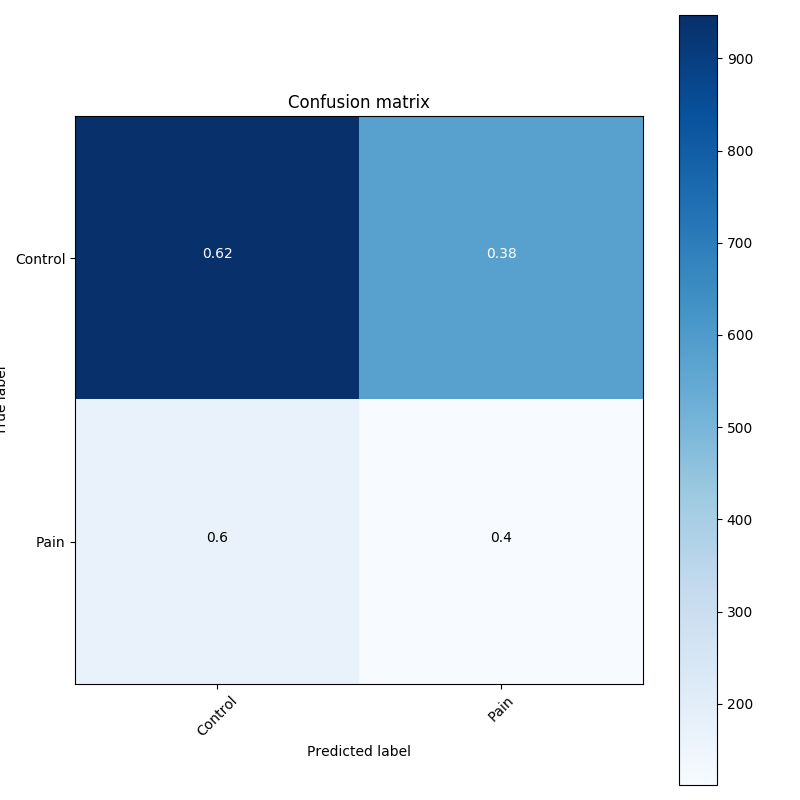 Confusion matrix
Control
Pain
0.62
0.38
0.6
0.4
Control
Pain
Predicted label
900
800
700
600
500
400
300
200